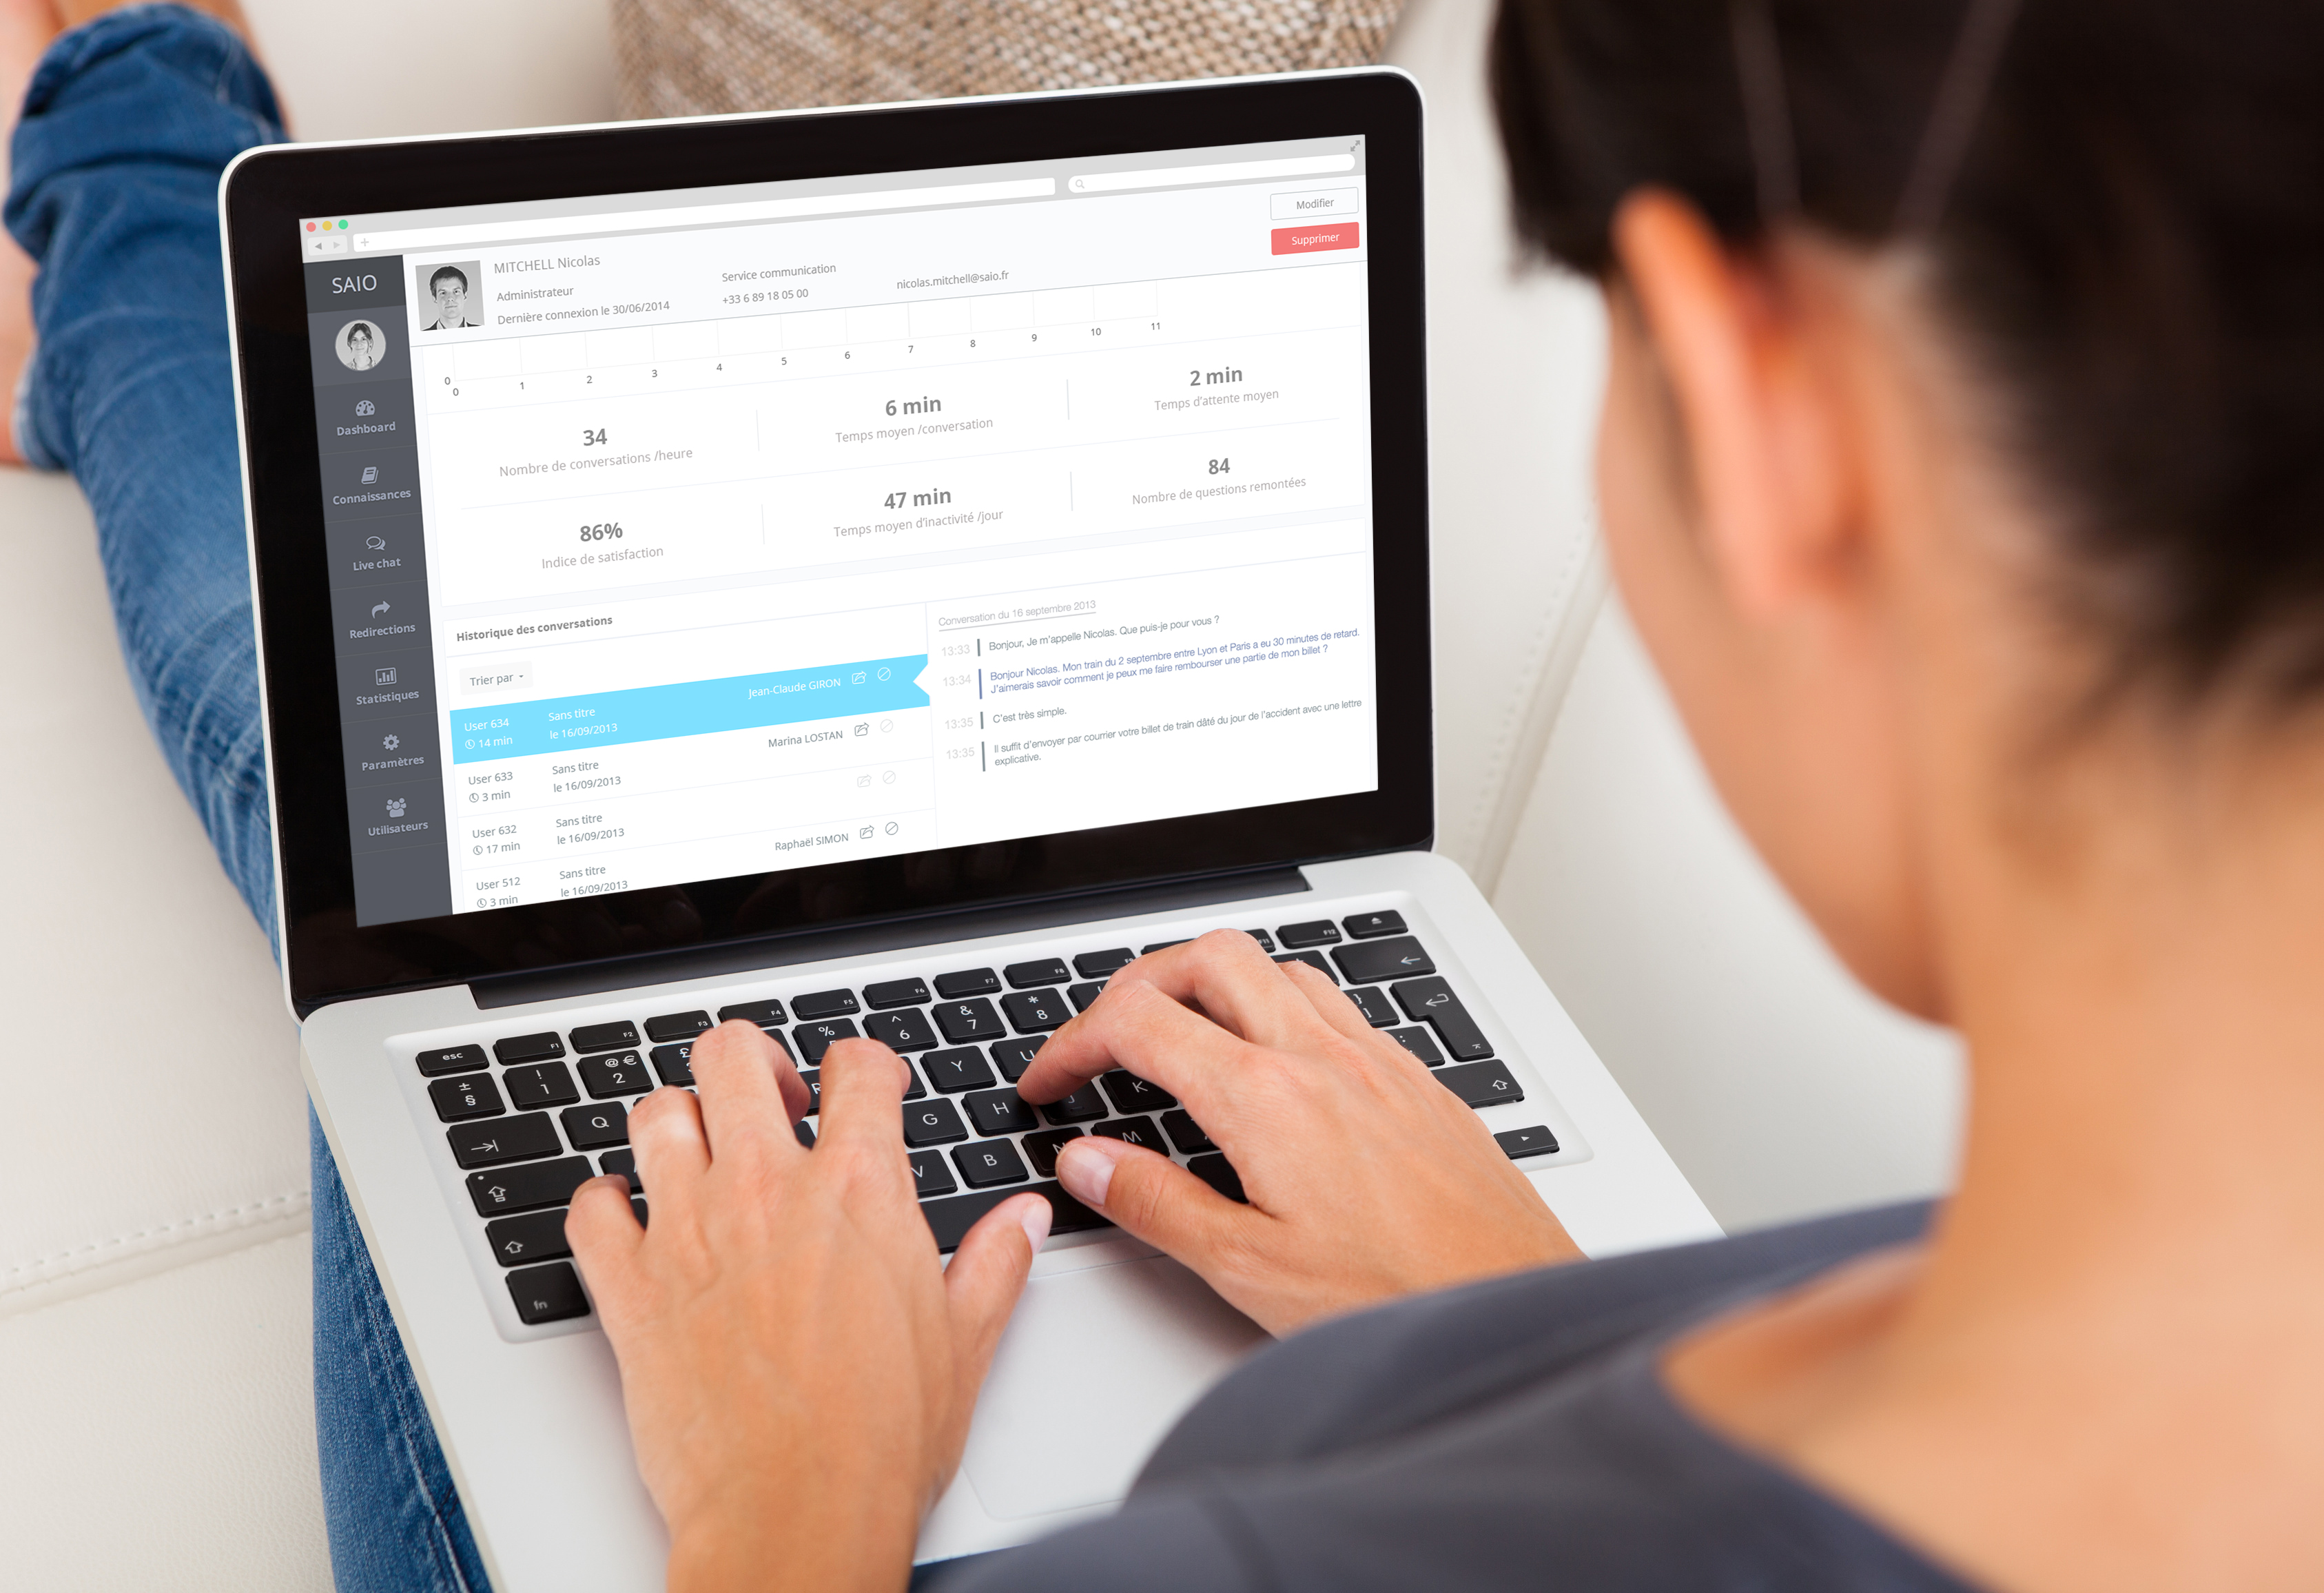 Modifier
Supprimer
SAIO
MITCHELL Nicolas
Administrateur
Dernière connexion le 30/06/2014
Service communication
+33 6 89 18 05 00
nicolas.mitchell@saio.fr
Dashboard
Connaissances
Live chat
Redirections
Statistiques
Paramètres
Utilisateurs
0
0 1 2 3 4 5 6 7 8 9 10 11
34
Nombre de conversations /heure
6 min
Temps moyen /conversation
2 min
Temps d'attente moyen
86%
Indice de satisfaction
47 min
Temps moyen d'inactivité /jour
84
Nombre de questions remontées
Historique des conversations
Trier par
User 634 Sans titre Jean-Claude GIRON
14 min le 16/09/2013
User 633 Sans titre Marina LOSTAN
3 min le 16/09/2013
User 632 Sans titre
17 min le 16/09/2013
User 512 Sans titre Raphaël SIMON
3 min le 16/09/2013
Conversation du 16 septembre 2013
13:33 Bonjour, Je m'appelle Nicolas. Que puis-je pour vous ?
13:34 Bonjour Nicolas. Mon train du 2 septembre entre Lyon et Paris a eu 30 minutes de retard.
J'aimerais savoir comment je peux me faire rembourser une partie de mon billet ?
13:35 C'est très simple.
13:35 Il suffit d'envoyer par courrier votre billet de train dâté du jour de l'accident avec une lettre
explicative.
esc F1 F2 F3 F4 F5 F6 F7 F8 F11 F12
± ! @ € £ % ^ & *
§ 1 2 6 7 8
Q R Y U
G H J K
V B N M
fn